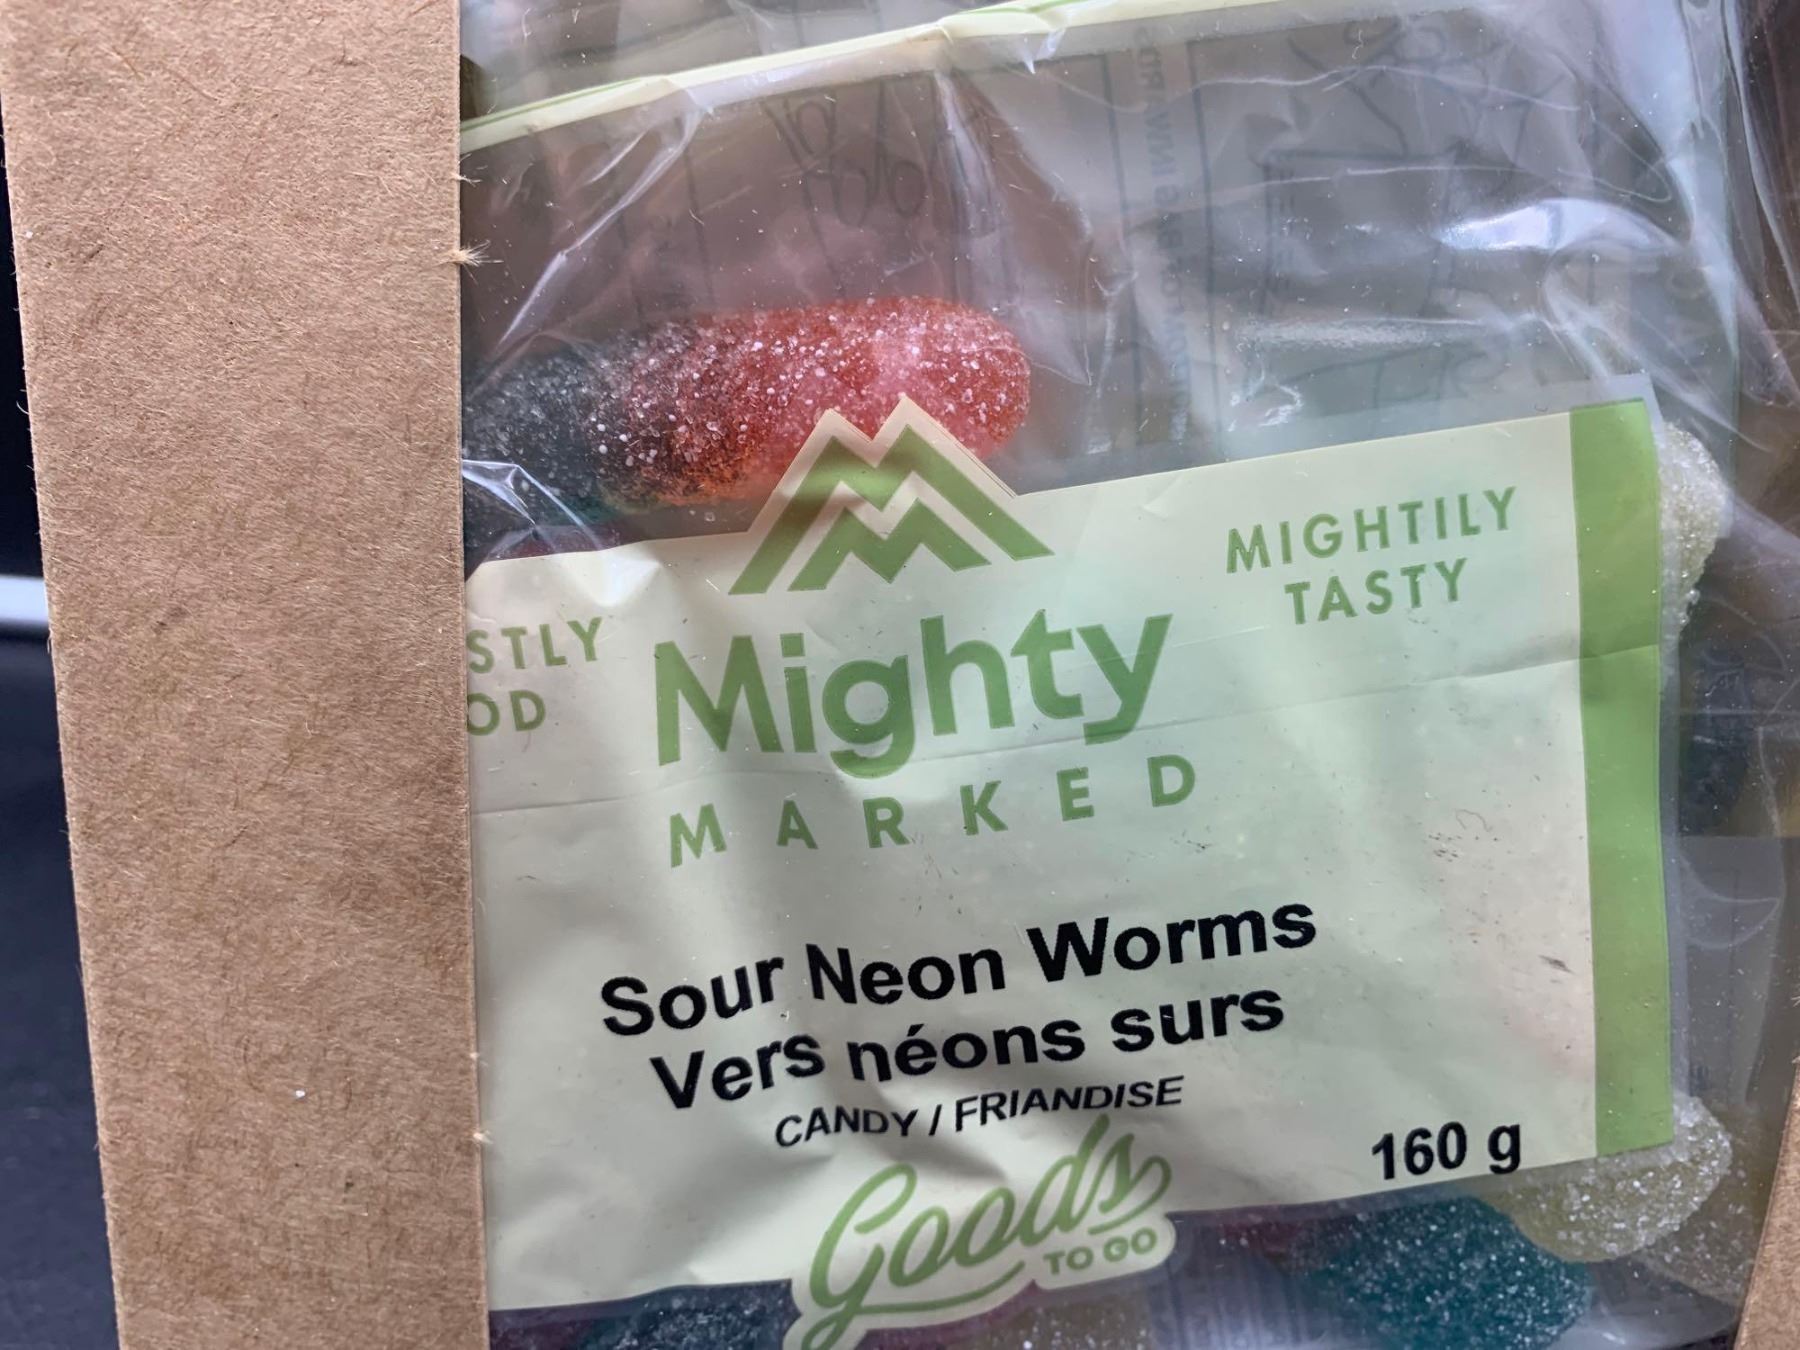 STLY
OD
MIGHTILY
TASTY
Mighty
MARKED
Sour Neon Worms
Vers néons surs
CANDY / FRIANDISE
160 g
Goods
TO GO